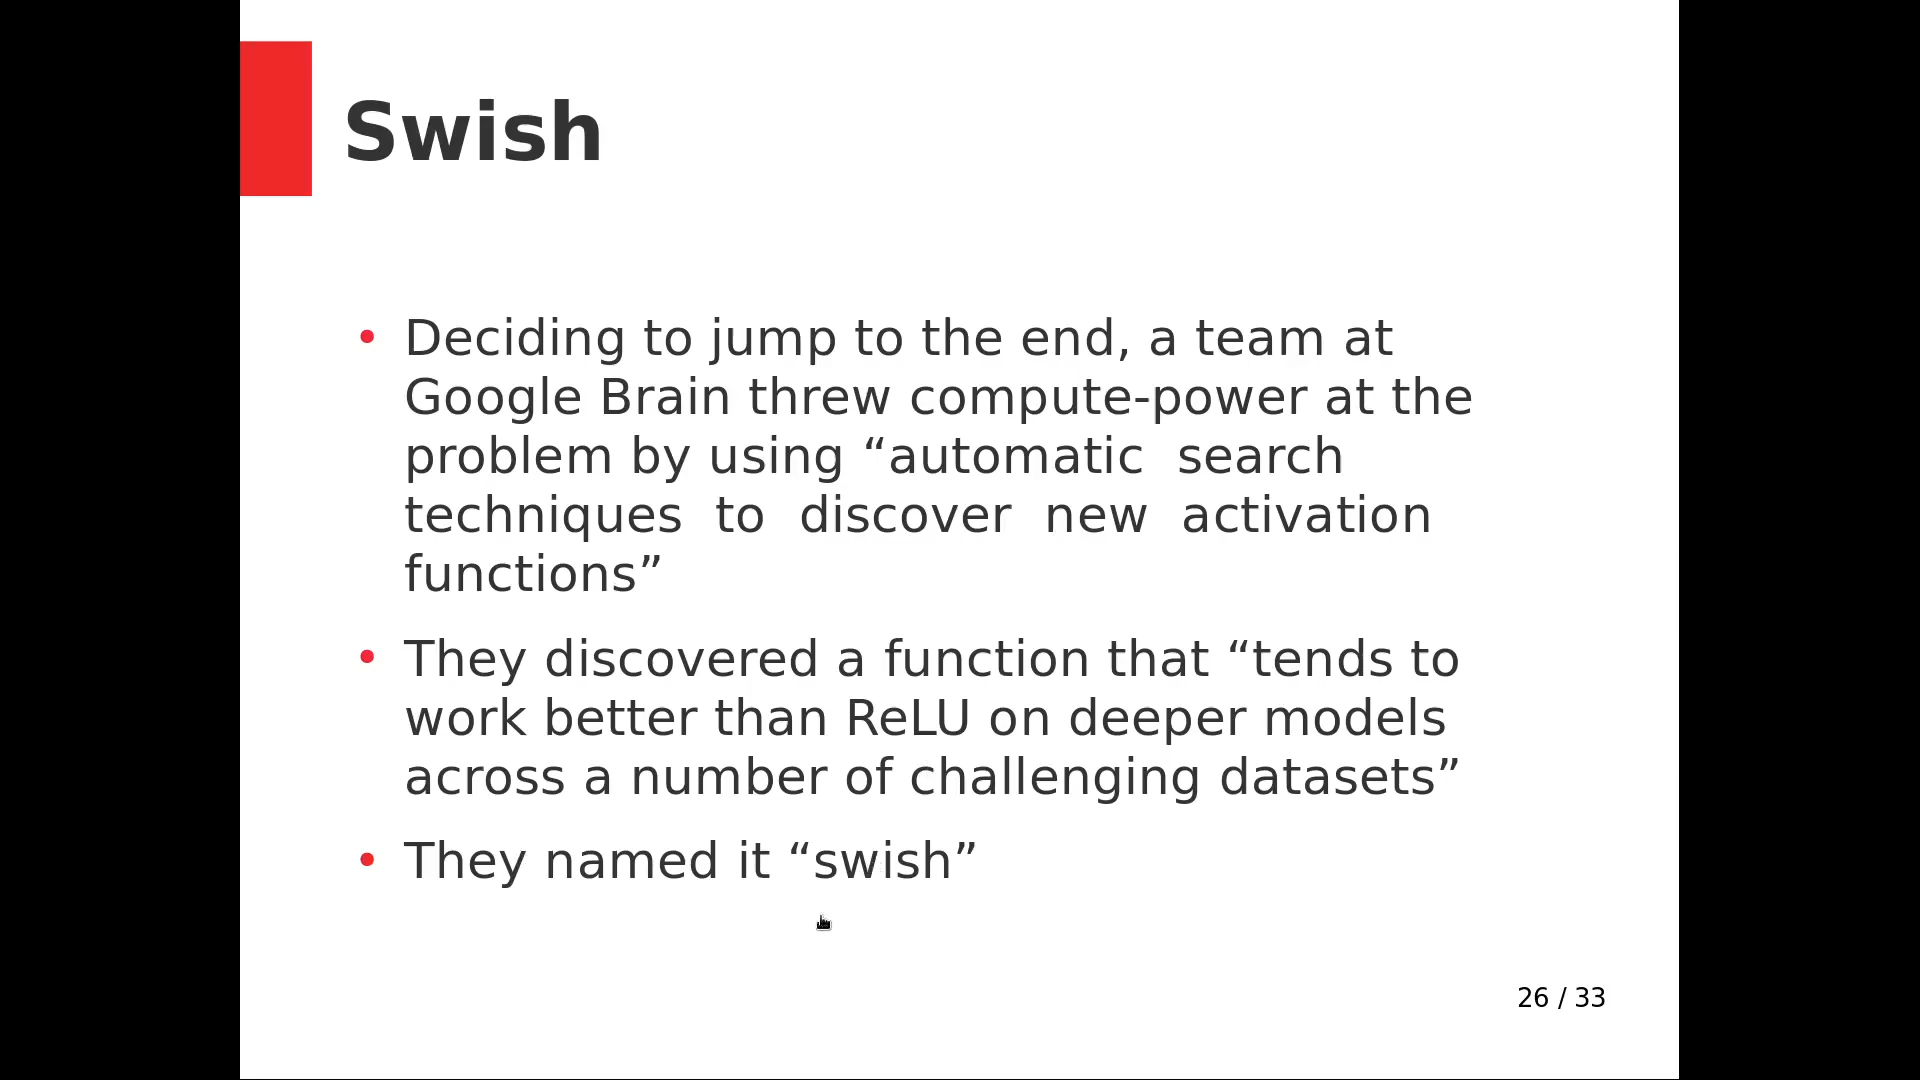 Swish
• Deciding to jump to the end, a team at
Google Brain threw compute-power at the
problem by using “automatic  search
techniques  to  discover  new  activation
functions”
• They discovered a function that “tends to
work better than ReLU on deeper models
across a number of challenging datasets”
• They named it “swish”
26 / 33